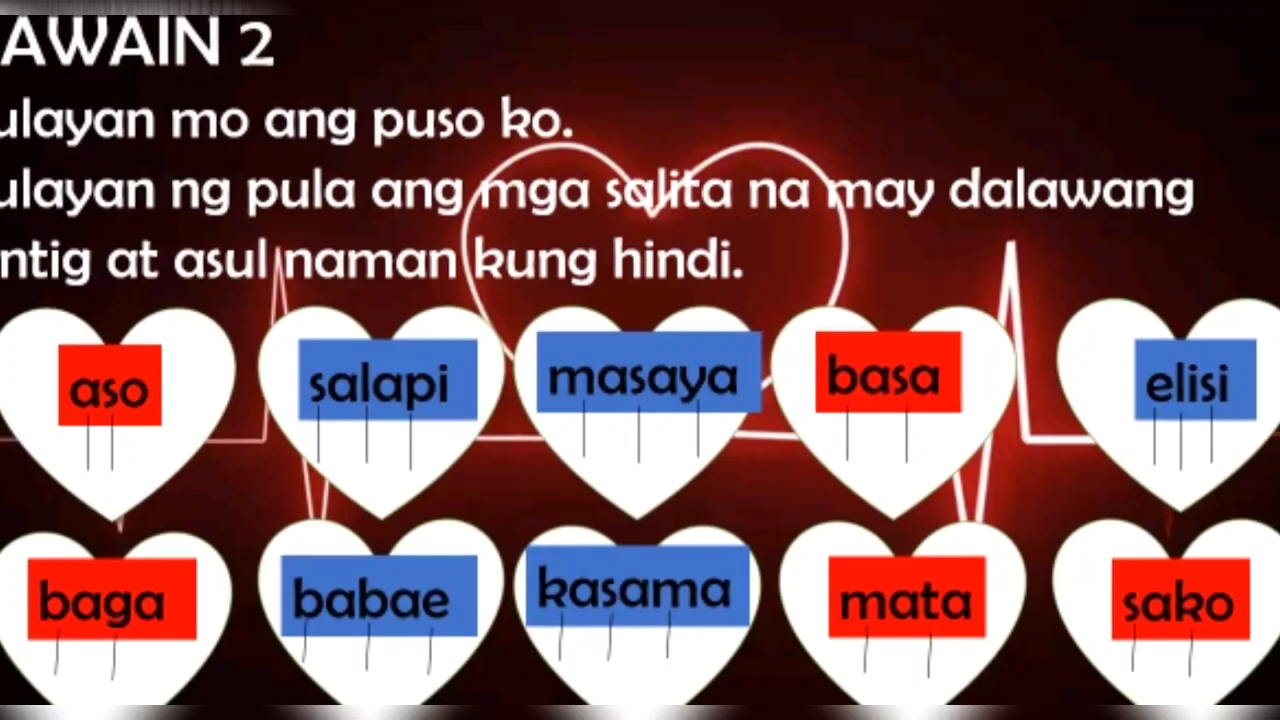 AWAIN 2
ulayan mo ang puso ko.
ulayan ng pula ang mga salita na may dalawang
ntig at asul naman kung hindi.
aso salapi masaya basa elisi
baga babae kasama mata sako